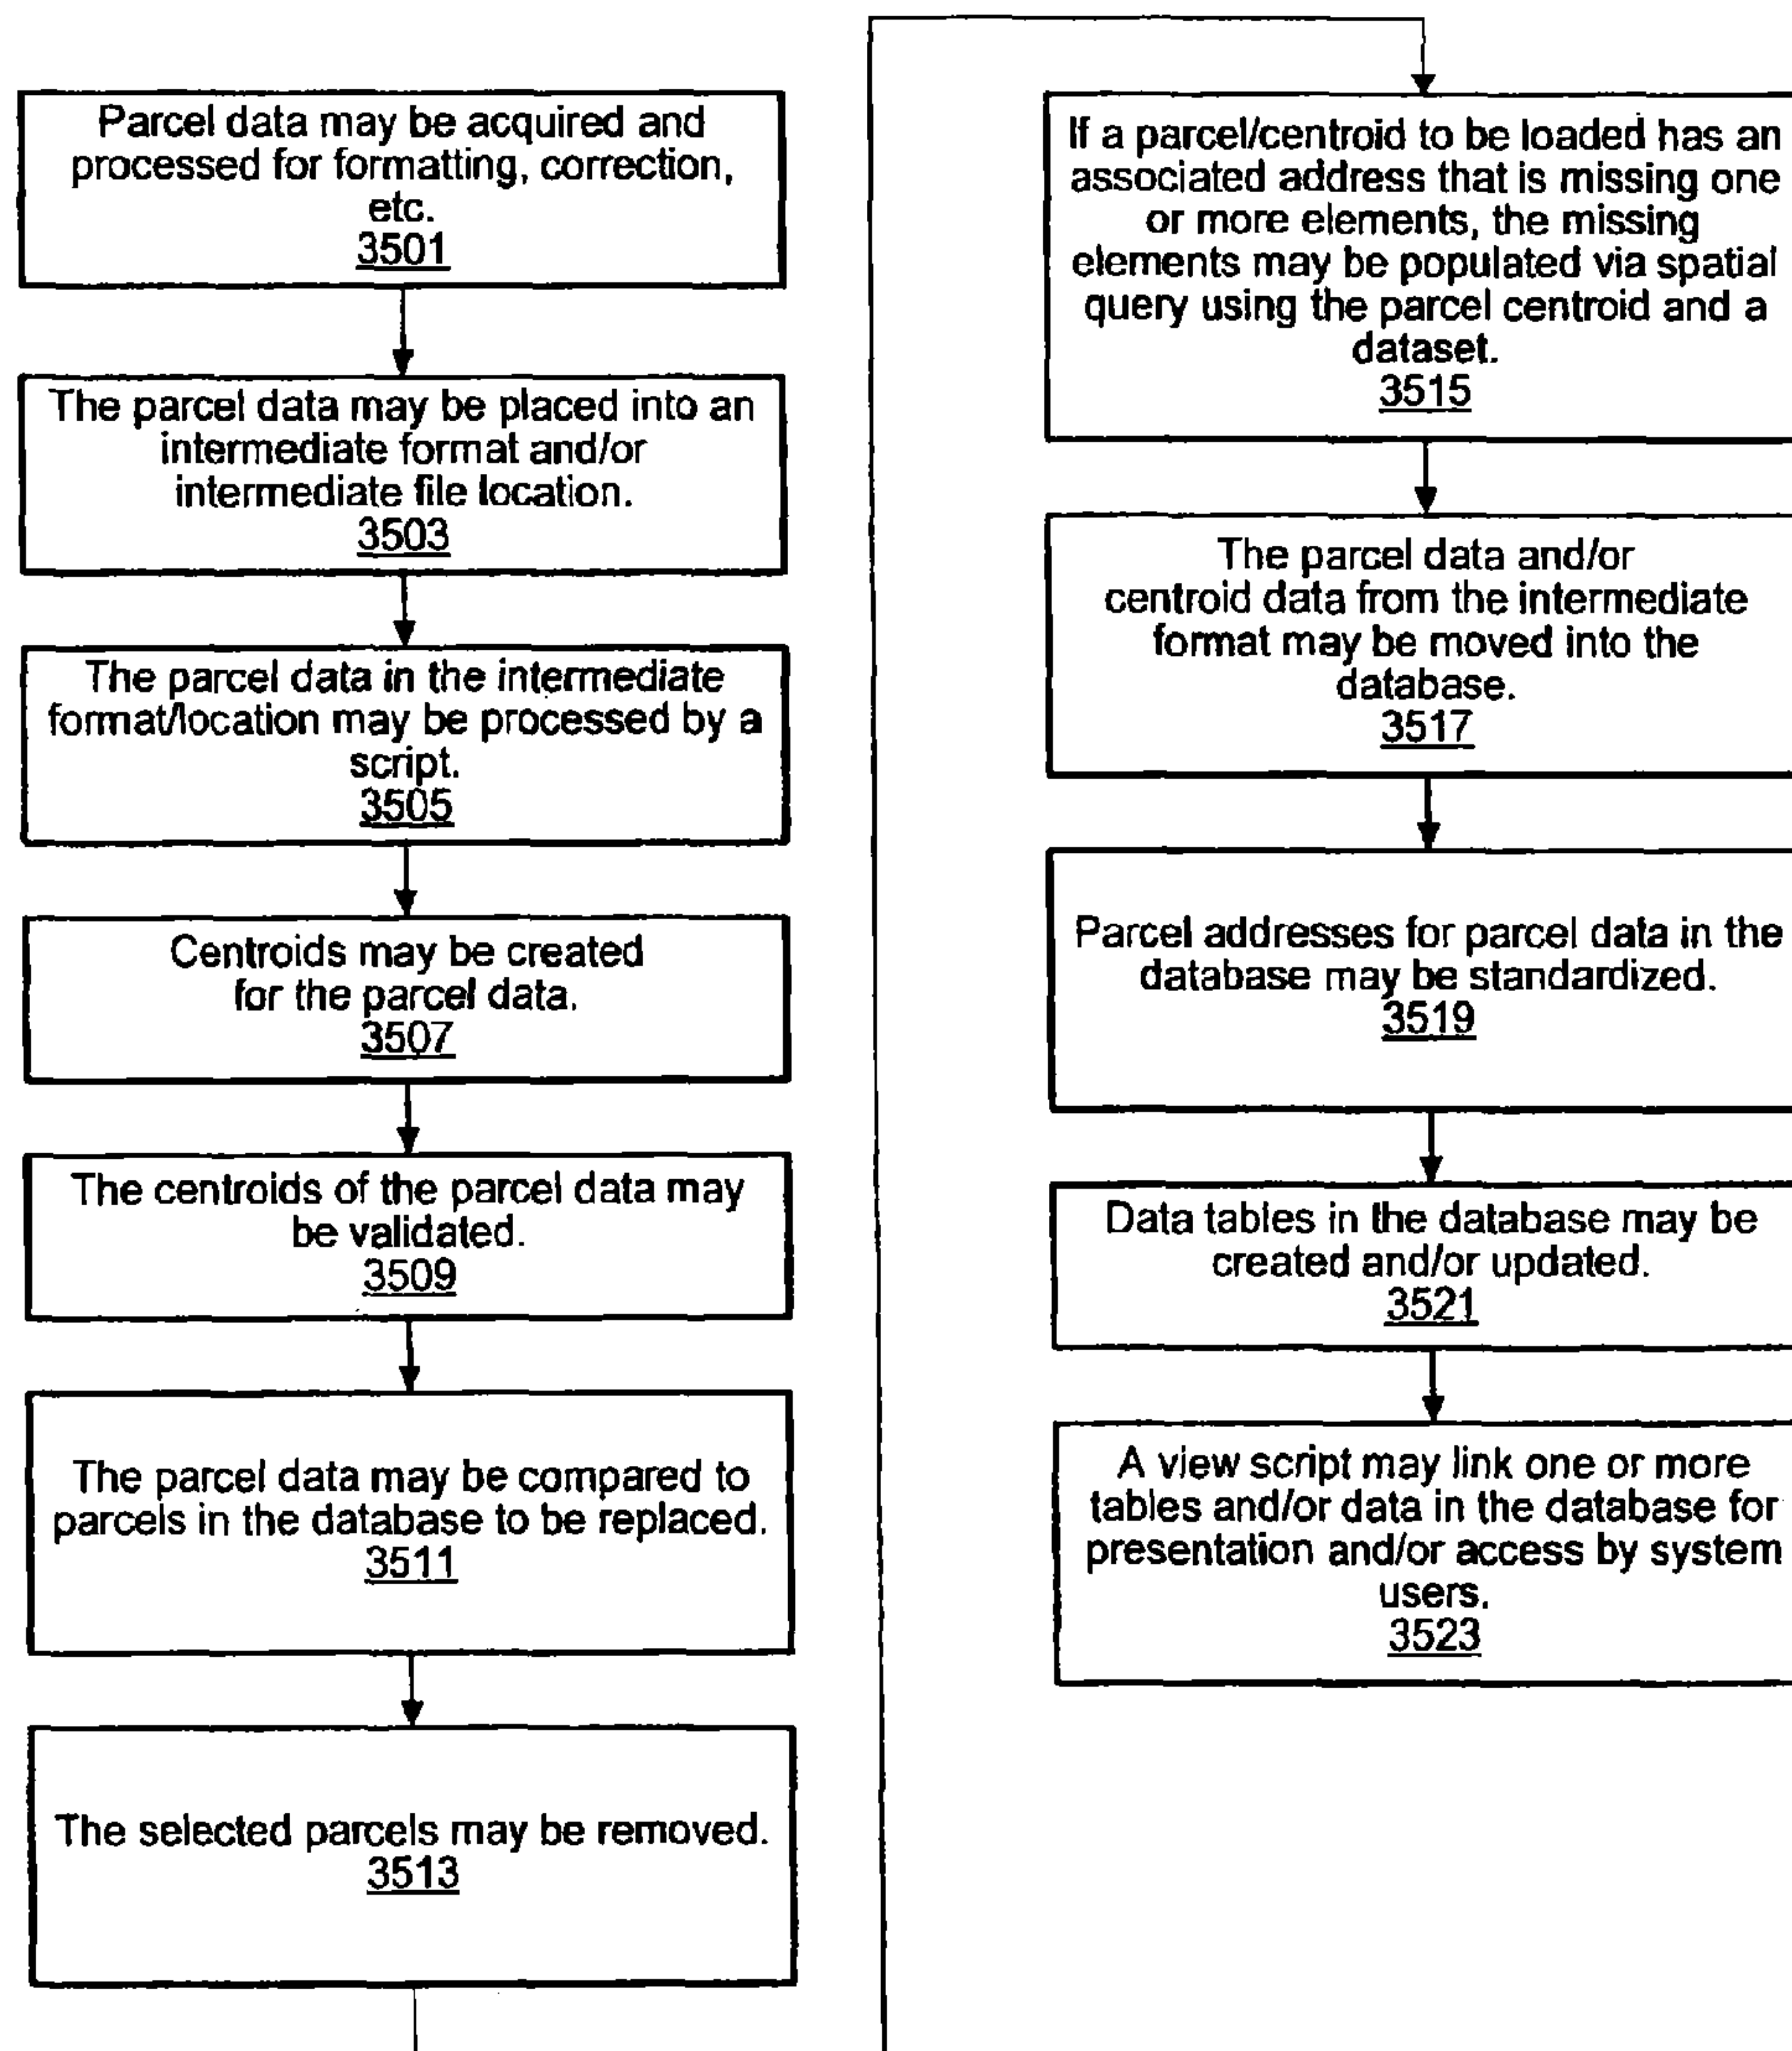 Parcel data may be acquired and
processed for formatting, correction,
etc.
3501
The parcel data may be placed into an
intermediate format and/or
intermediate file location.
3503
The parcel data in the intermediate
format/location may be processed by a
script.
3505
Centroids may be created
for the parcel data.
3507
The centroids of the parcel data may
be validated.
3509
The parcel data may be compared to
parcels in the database to be replaced.
3511
The selected parcels may be removed.
3513
If a parcel/centroid to be loaded has an
associated address that is missing one
or more elements, the missing
elements may be populated via spatial
query using the parcel centroid and a
dataset.
3515
The parcel data and/or
centroid data from the intermediate
format may be moved into the
database.
3517
Parcel addresses for parcel data in the
database may be standardized.
3519
Data tables in the database may be
created and/or updated.
3521
A view script may link one or more
tables and/or data in the database for
presentation and/or access by system
users.
3523